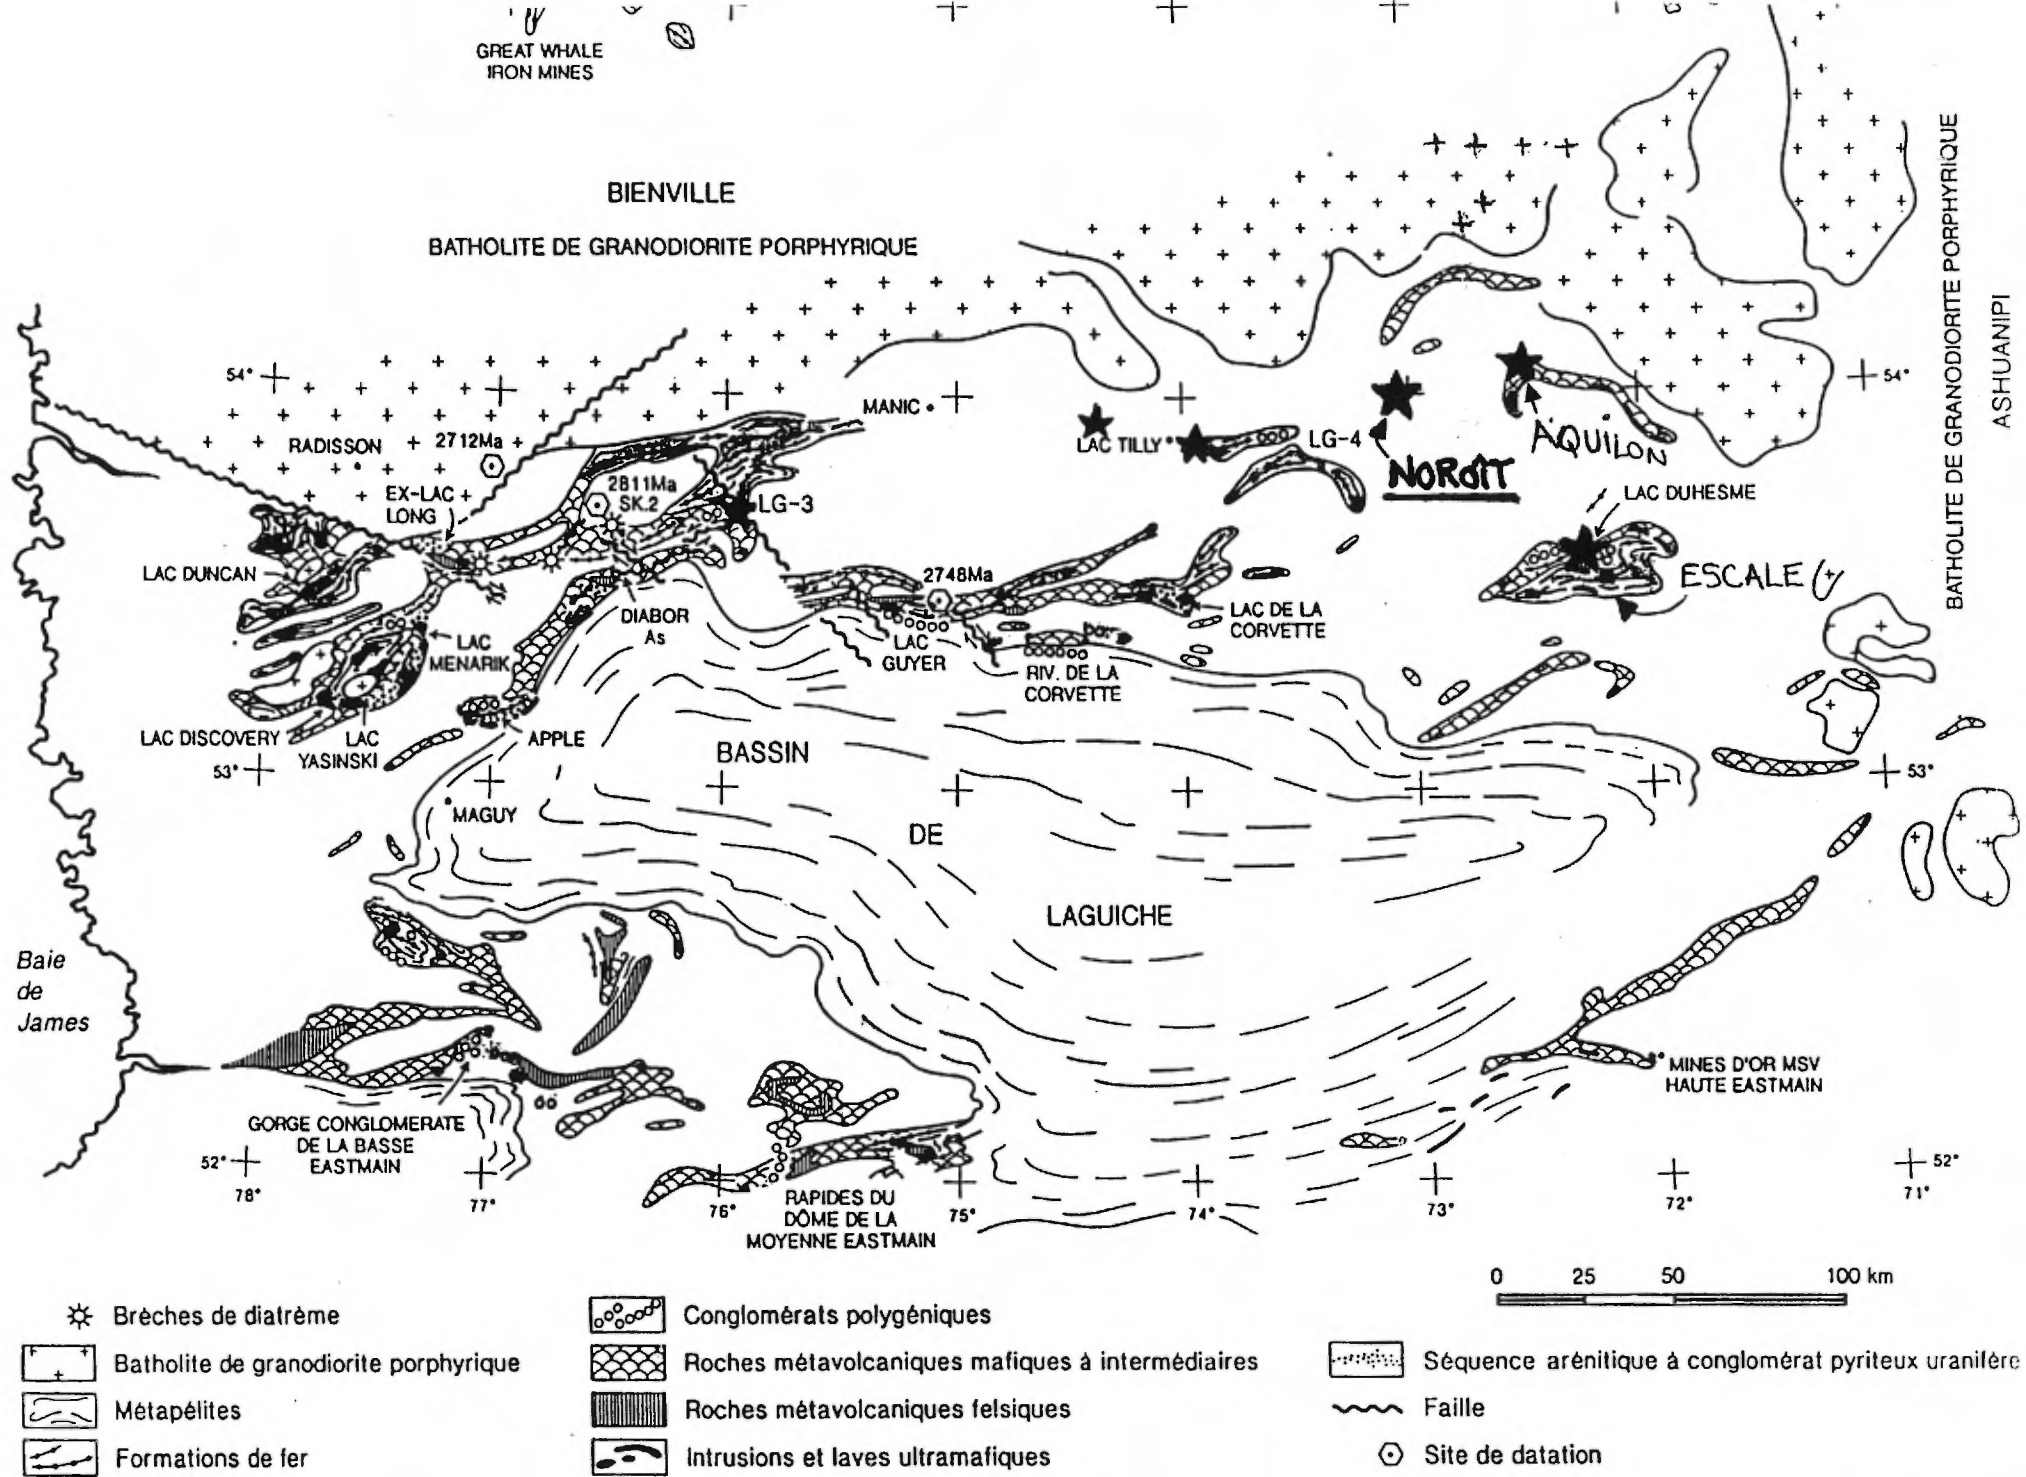 GREAT WHALE
IRON MINES
BIENVILLE
BATHOLITE DE GRANODIORITE PORPHYRIQUE
BATHOLITE DE GRANODIORITE PORPHYRIQUE
ASHUANIPI
54°
54°
MANIC
RADISSON
2712Ma
EX-LAC
LONG
2811Ma
SK.2
LG-3
LAC TILLY
LG-4
NOROÎT
AQUILON
LAC DUHESME
ESCALE
LAC DUNCAN
2748Ma
DIABOR
As
LAC
MENARIK
LAC
GUYER
LAC DE LA
CORVETTE
RIV. DE LA
CORVETTE
LAC DISCOVERY
LAC
YASINSKI
APPLE
53°
53°
BASSIN
DE
LAGUICHE
MAGUY
Baie
de
James
MINES D'OR MSV
HAUTE EASTMAIN
GORGE CONGLOMERATE
DE LA BASSE
EASTMAIN
52°
52°
78°
77°
76°
75°
74°
73°
72°
71°
RAPIDES DU
DÔME DE LA
MOYENNE EASTMAIN
0 25 50 100 km
Brèches de diatrème
Batholite de granodiorite porphyrique
Métapélites
Formations de fer
Conglomérats polygéniques
Roches métavolcaniques mafiques à intermédiaires
Roches métavolcaniques felsiques
Intrusions et laves ultramafiques
Séquence arénitique à conglomérat pyriteux uranifère
Faille
Site de datation